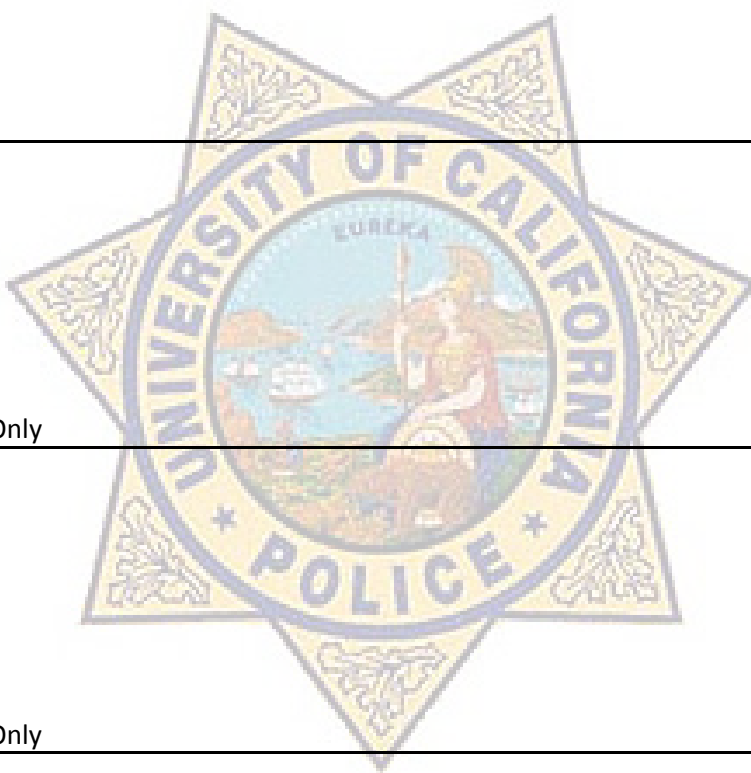 EUREKA
UNIVERSITY OF CALIFORNIA
Only
★ POLICE ★
Only